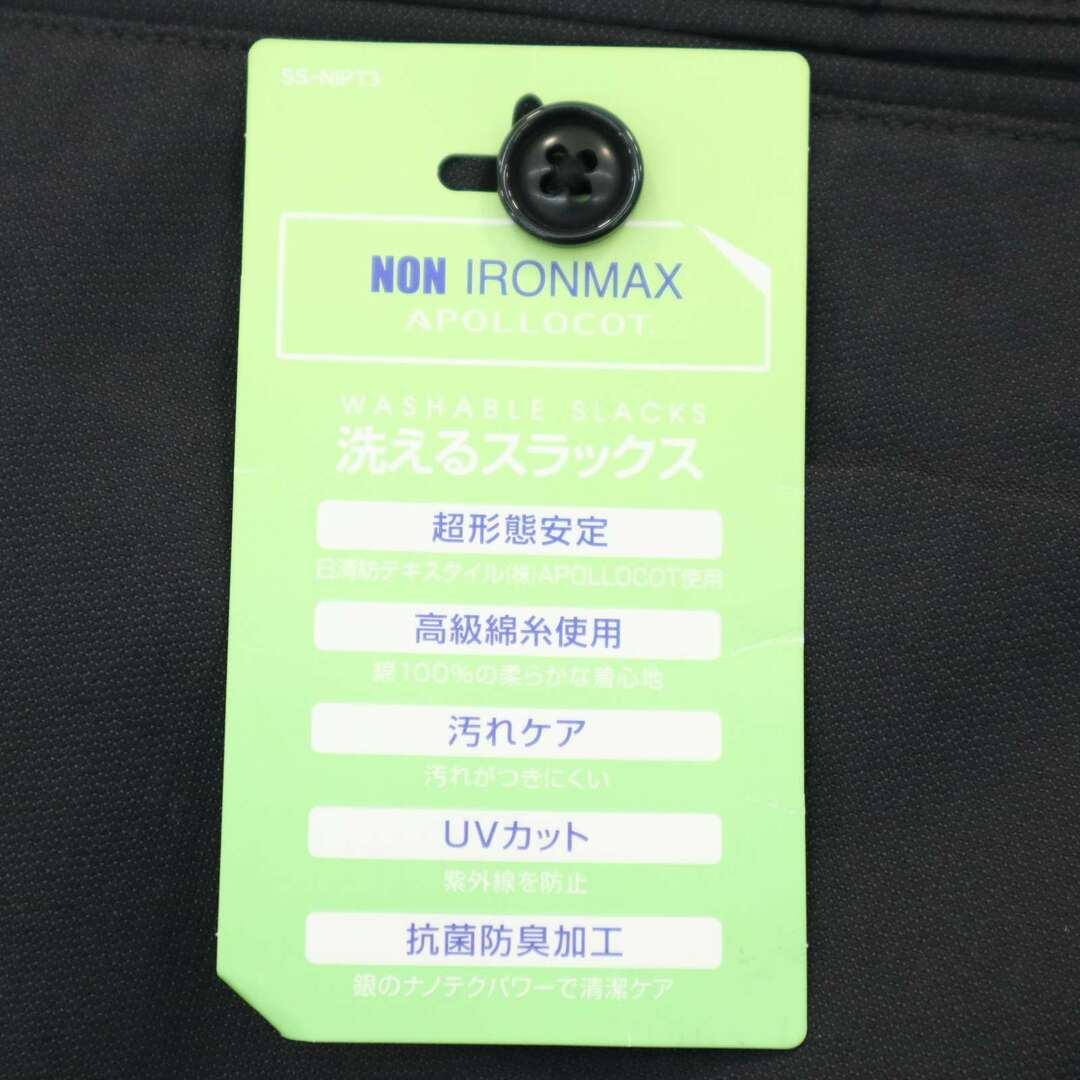 SS-NIPT3
NON IRONMAX
APOLLOCOT
WASHABLE SLACKS
洗えるスラックス
超形態安定
日清紡テキスタイル(株)APOLLOCOT使用
高級綿糸使用
綿100%の柔らかな着心地
汚れケア
汚れがつきにくい
UVカット
紫外線を防止
抗菌防臭加工
銀のナノテクパワーで清潔ケア